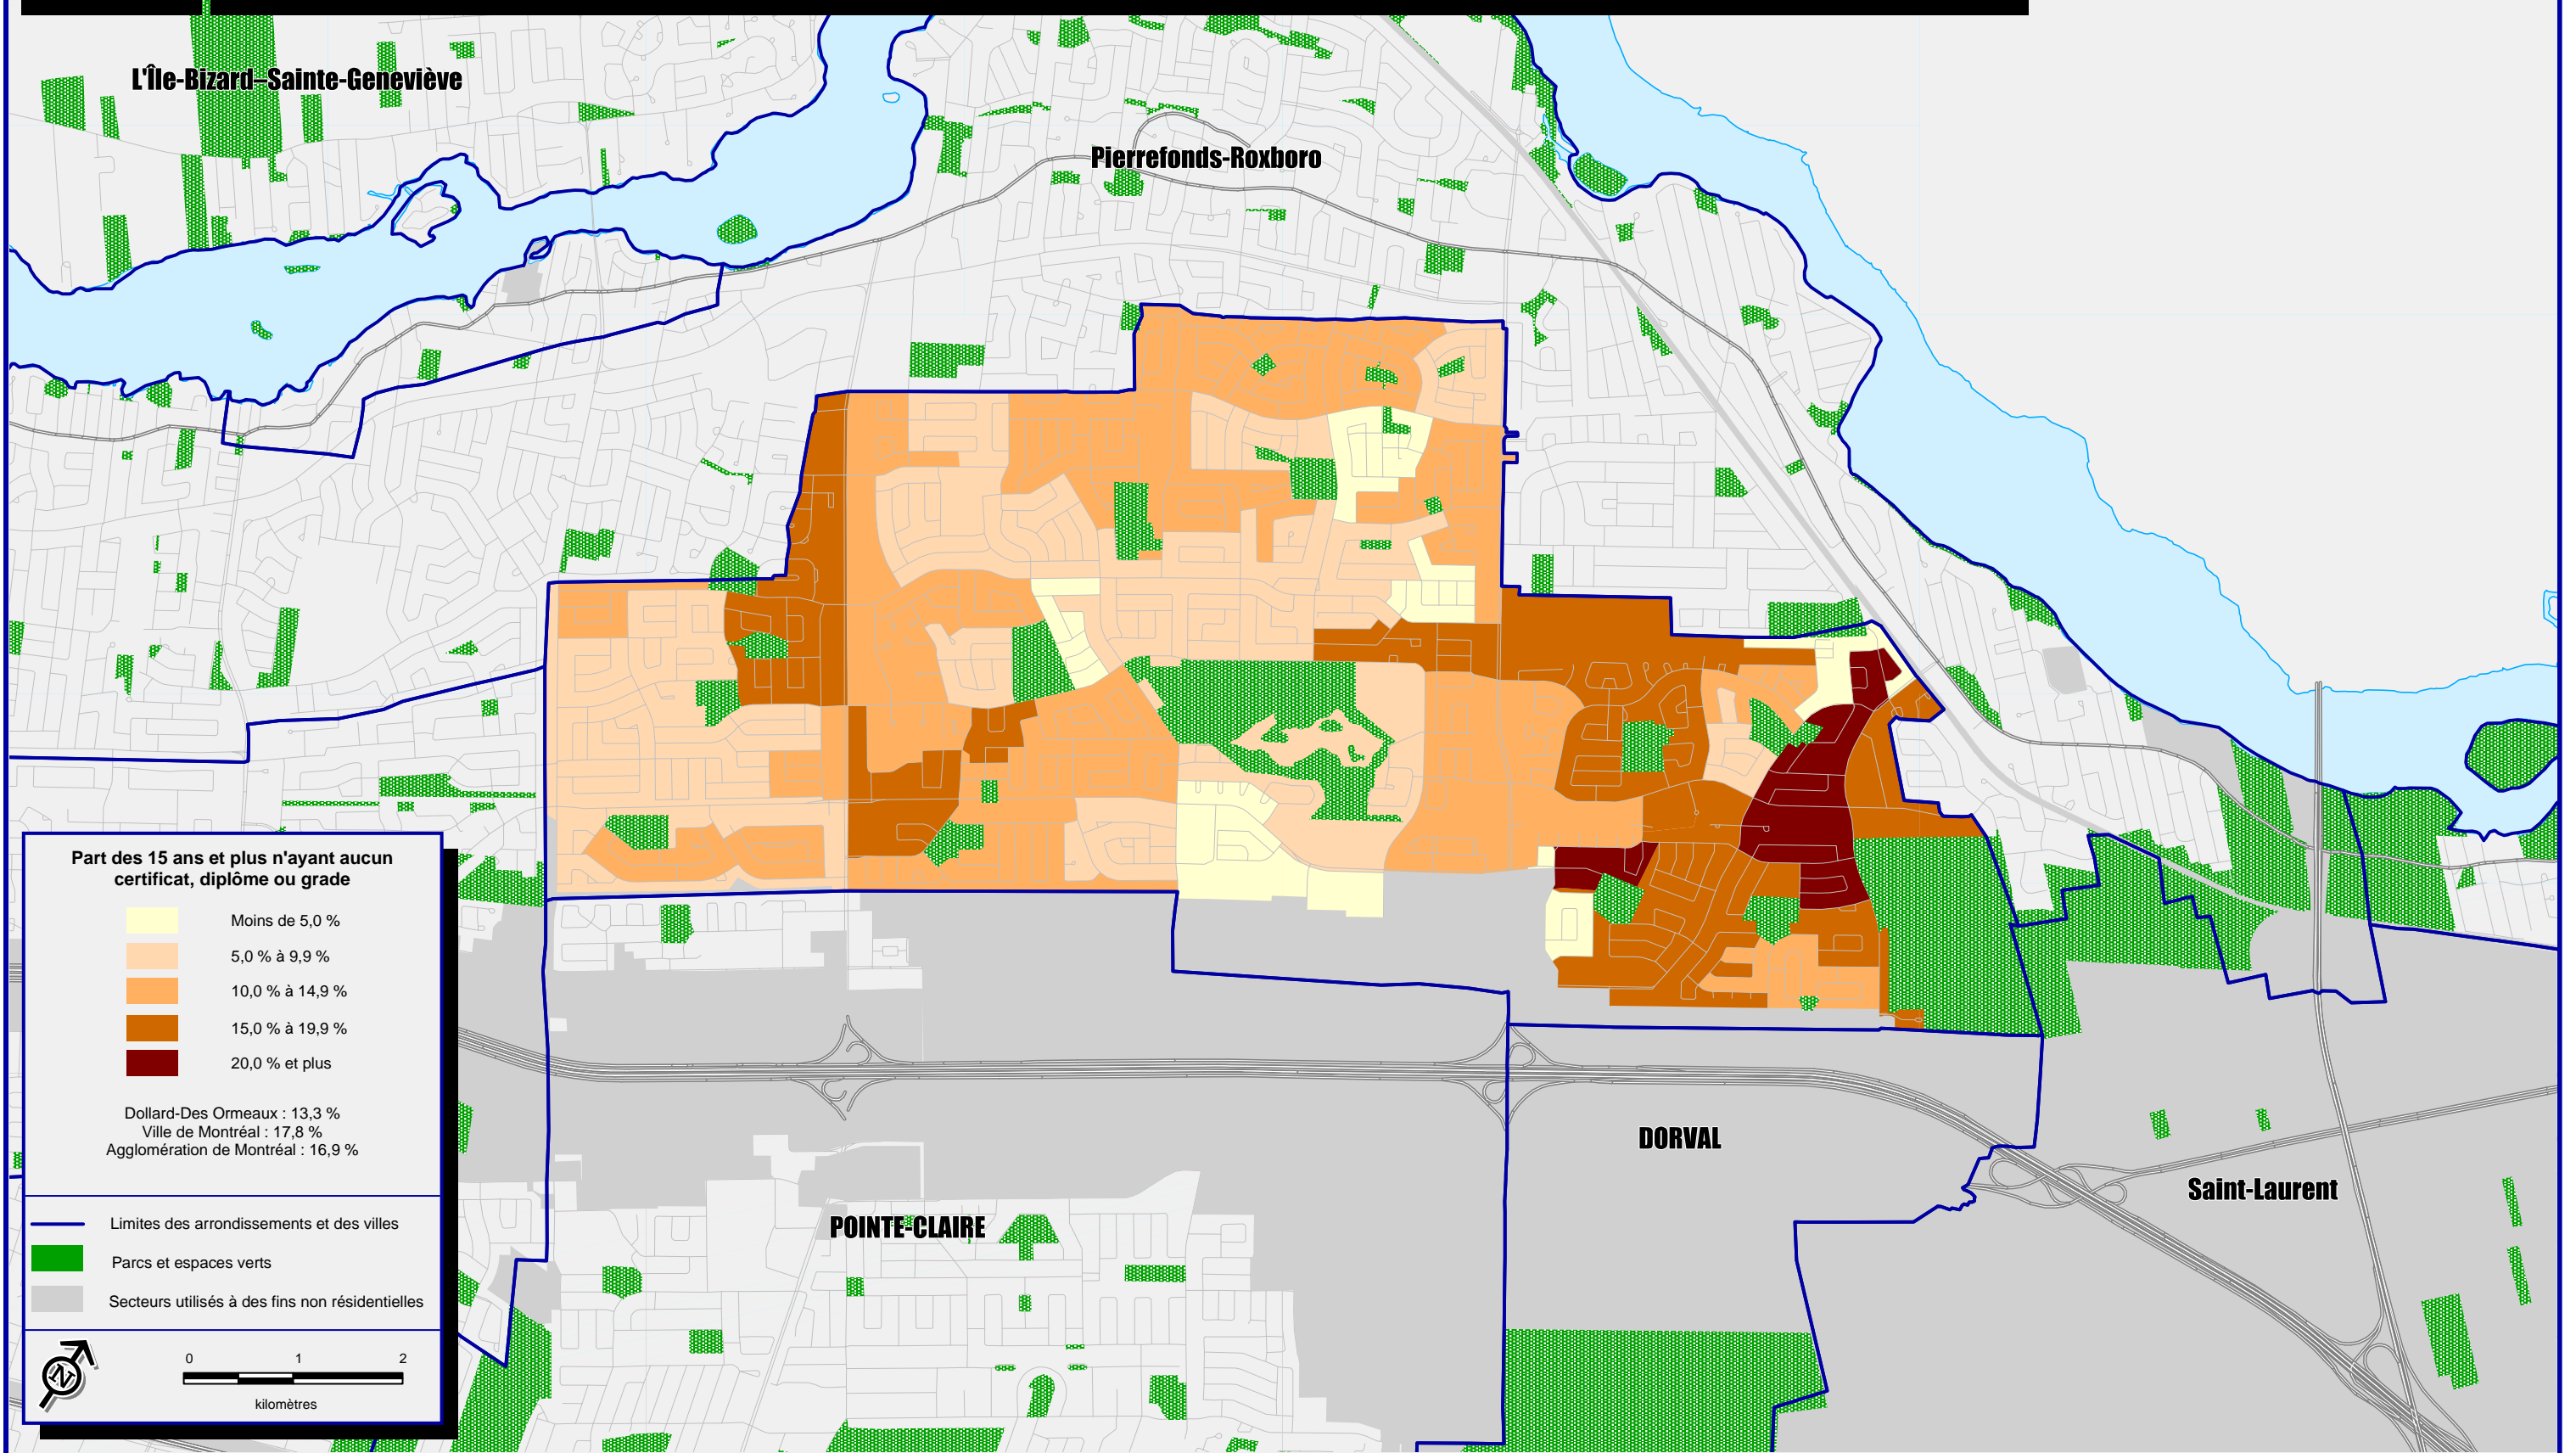 L'Île-Bizard–Sainte-Geneviève
Pierrefonds-Roxboro
Part des 15 ans et plus n'ayant aucun
certificat, diplôme ou grade
Moins de 5,0 %
5,0 % à 9,9 %
10,0 % à 14,9 %
15,0 % à 19,9 %
20,0 % et plus
Dollard-Des Ormeaux : 13,3 %
Ville de Montréal : 17,8 %
Agglomération de Montréal : 16,9 %
Limites des arrondissements et des villes
Parcs et espaces verts
Secteurs utilisés à des fins non résidentielles
N
0 1 2
kilomètres
DORVAL
Saint-Laurent
POINTE-CLAIRE